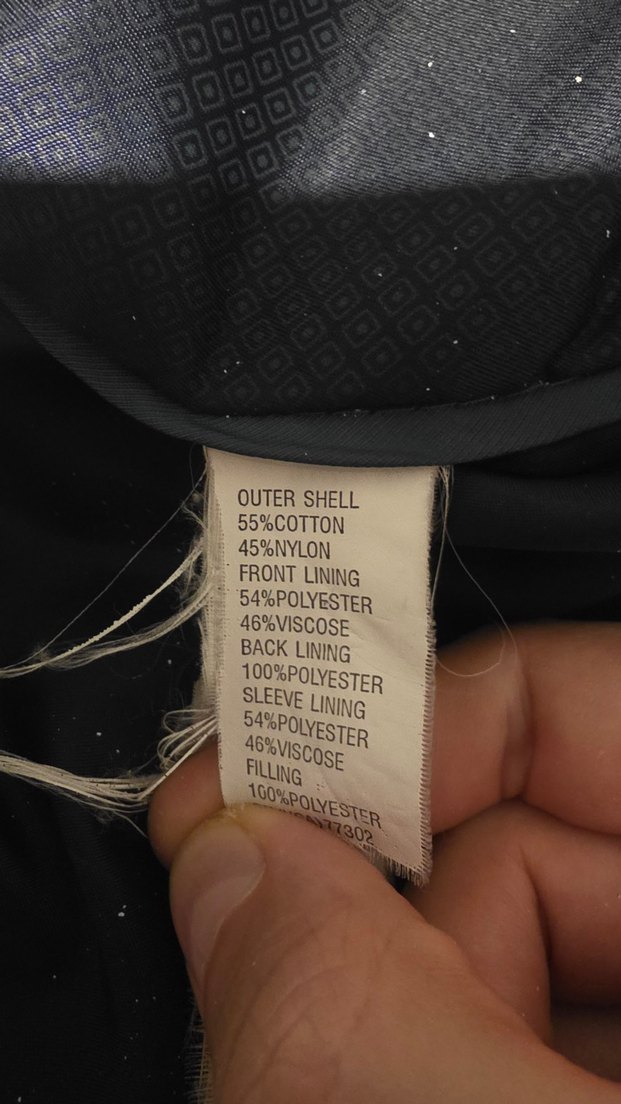 OUTER SHELL
55%COTTON
45%NYLON
FRONT LINING
54%POLYESTER
46%VISCOSE
BACK LINING
100%POLYESTER
SLEEVE LINING
54%POLYESTER
46%VISCOSE
FILLING
100%POLYESTER
77302